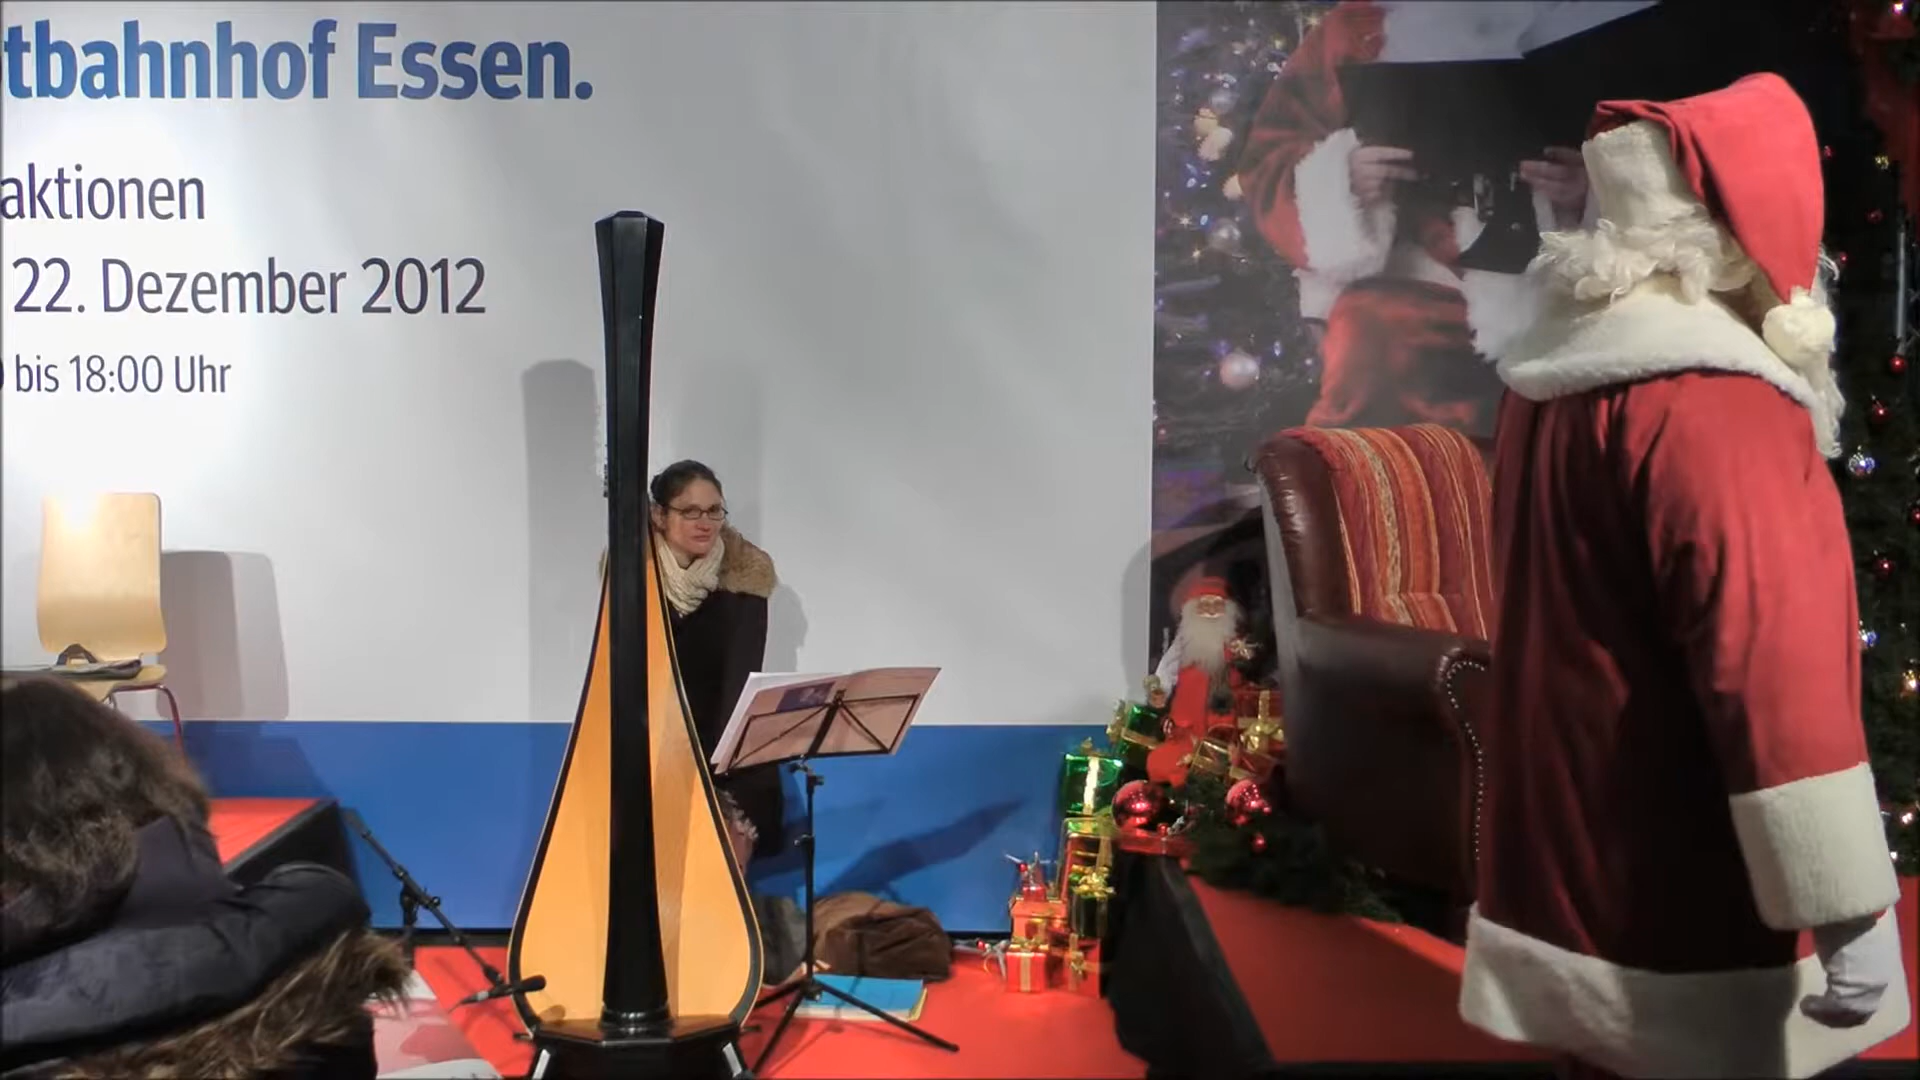 tbahnhof Essen.
aktionen
22. Dezember 2012
bis 18:00 Uhr